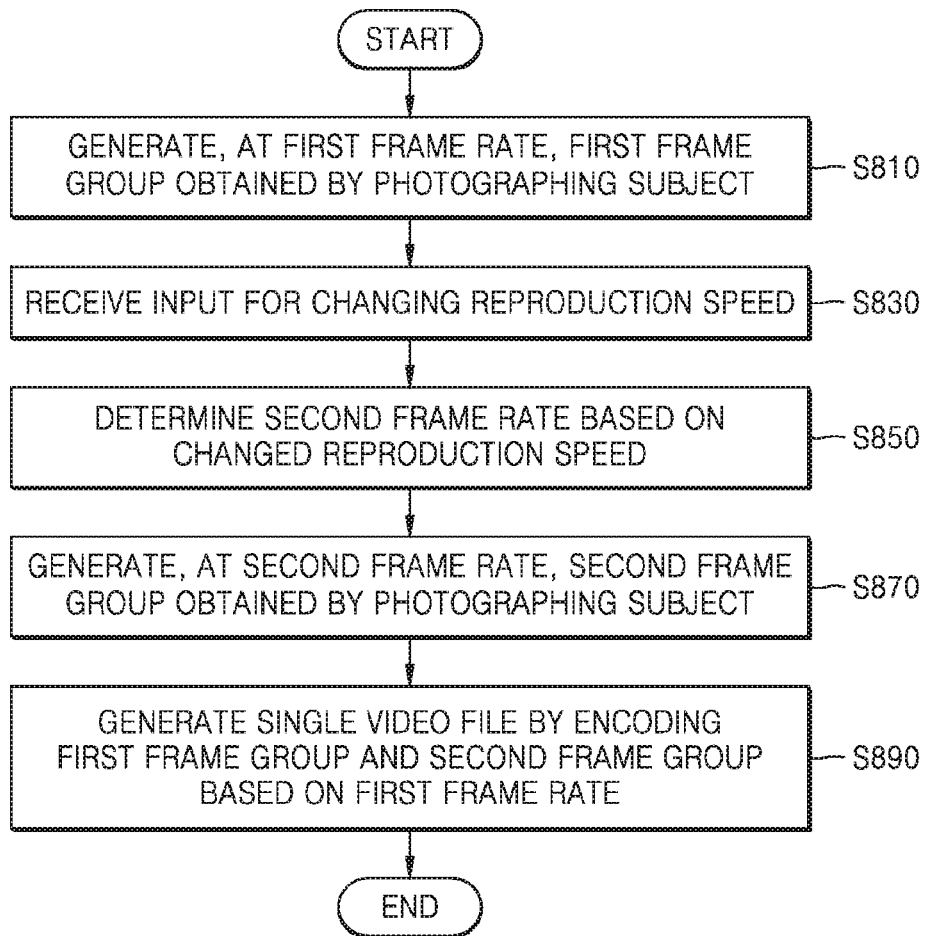 START
GENERATE, AT FIRST FRAME RATE, FIRST FRAME
GROUP OBTAINED BY PHOTOGRAPHING SUBJECT
S810
RECEIVE INPUT FOR CHANGING REPRODUCTION SPEED
S830
DETERMINE SECOND FRAME RATE BASED ON
CHANGED REPRODUCTION SPEED
S850
GENERATE, AT SECOND FRAME RATE, SECOND FRAME
GROUP OBTAINED BY PHOTOGRAPHING SUBJECT
S870
GENERATE SINGLE VIDEO FILE BY ENCODING
FIRST FRAME GROUP AND SECOND FRAME GROUP
BASED ON FIRST FRAME RATE
S890
END